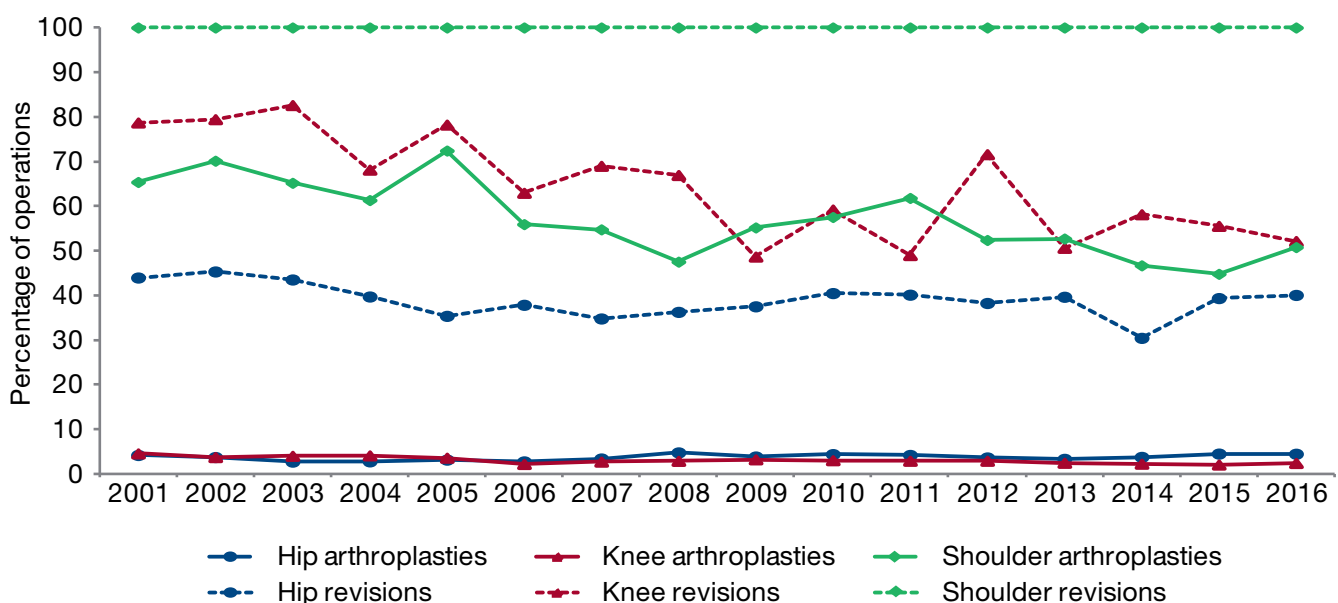 100
90
80
70
60
50
40
30
20
10
0
Percentage of operations
2001 2002 2003 2004 2005 2006 2007 2008 2009 2010 2011 2012 2013 2014 2015 2016
Hip arthroplasties Knee arthroplasties Shoulder arthroplasties
Hip revisions Knee revisions Shoulder revisions